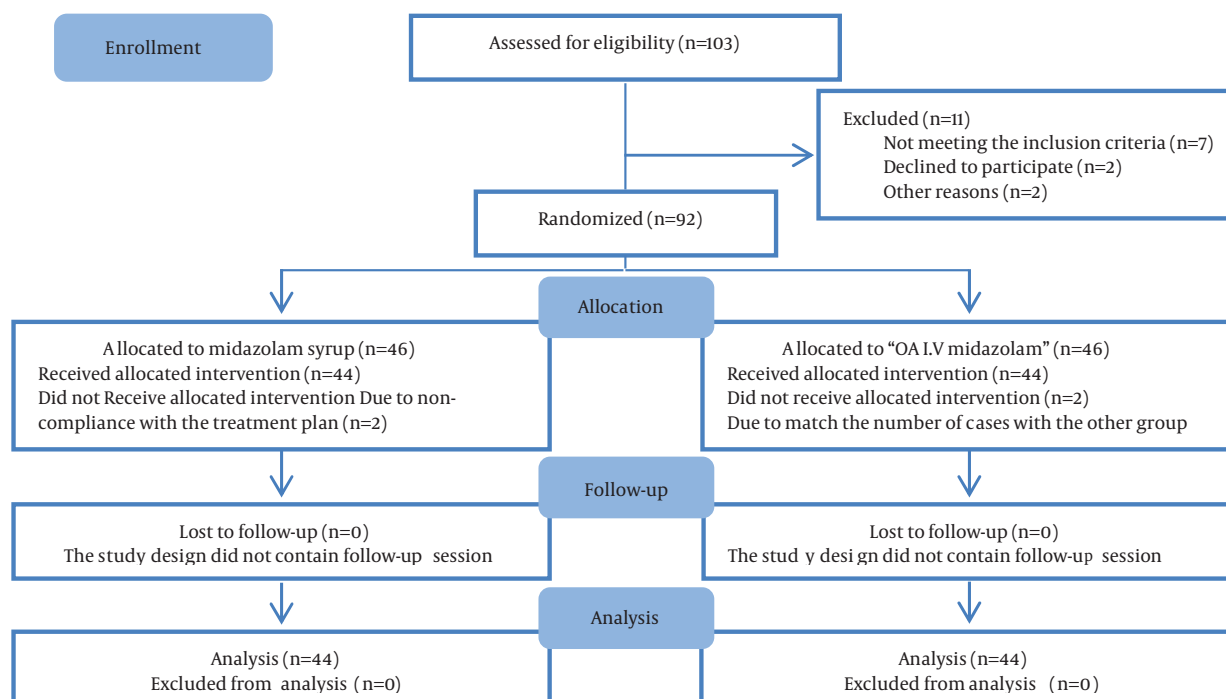 Enrollment
Assessed for eligibility (n=103)
Excluded (n=11)
Not meeting the inclusion criteria (n=7)
Declined to participate (n=2)
Other reasons (n=2)
Randomized (n=92)
Allocation
Allocated to midazolam syrup (n=46)
Received allocated intervention (n=44)
Did not Receive allocated intervention Due to non-
compliance with the treatment plan (n=2)
Allocated to “OA I.V midazolam” (n=46)
Received allocated intervention (n=44)
Did not receive allocated intervention (n=2)
Due to match the number of cases with the other group
Follow-up
Lost to follow-up (n=0)
The study design did not contain follow-up session
Lost to follow-up (n=0)
The stud y desi gn did not contain follow-up session
Analysis
Analysis (n=44)
Excluded from analysis (n=0)
Analysis (n=44)
Excluded from analysis (n=0)